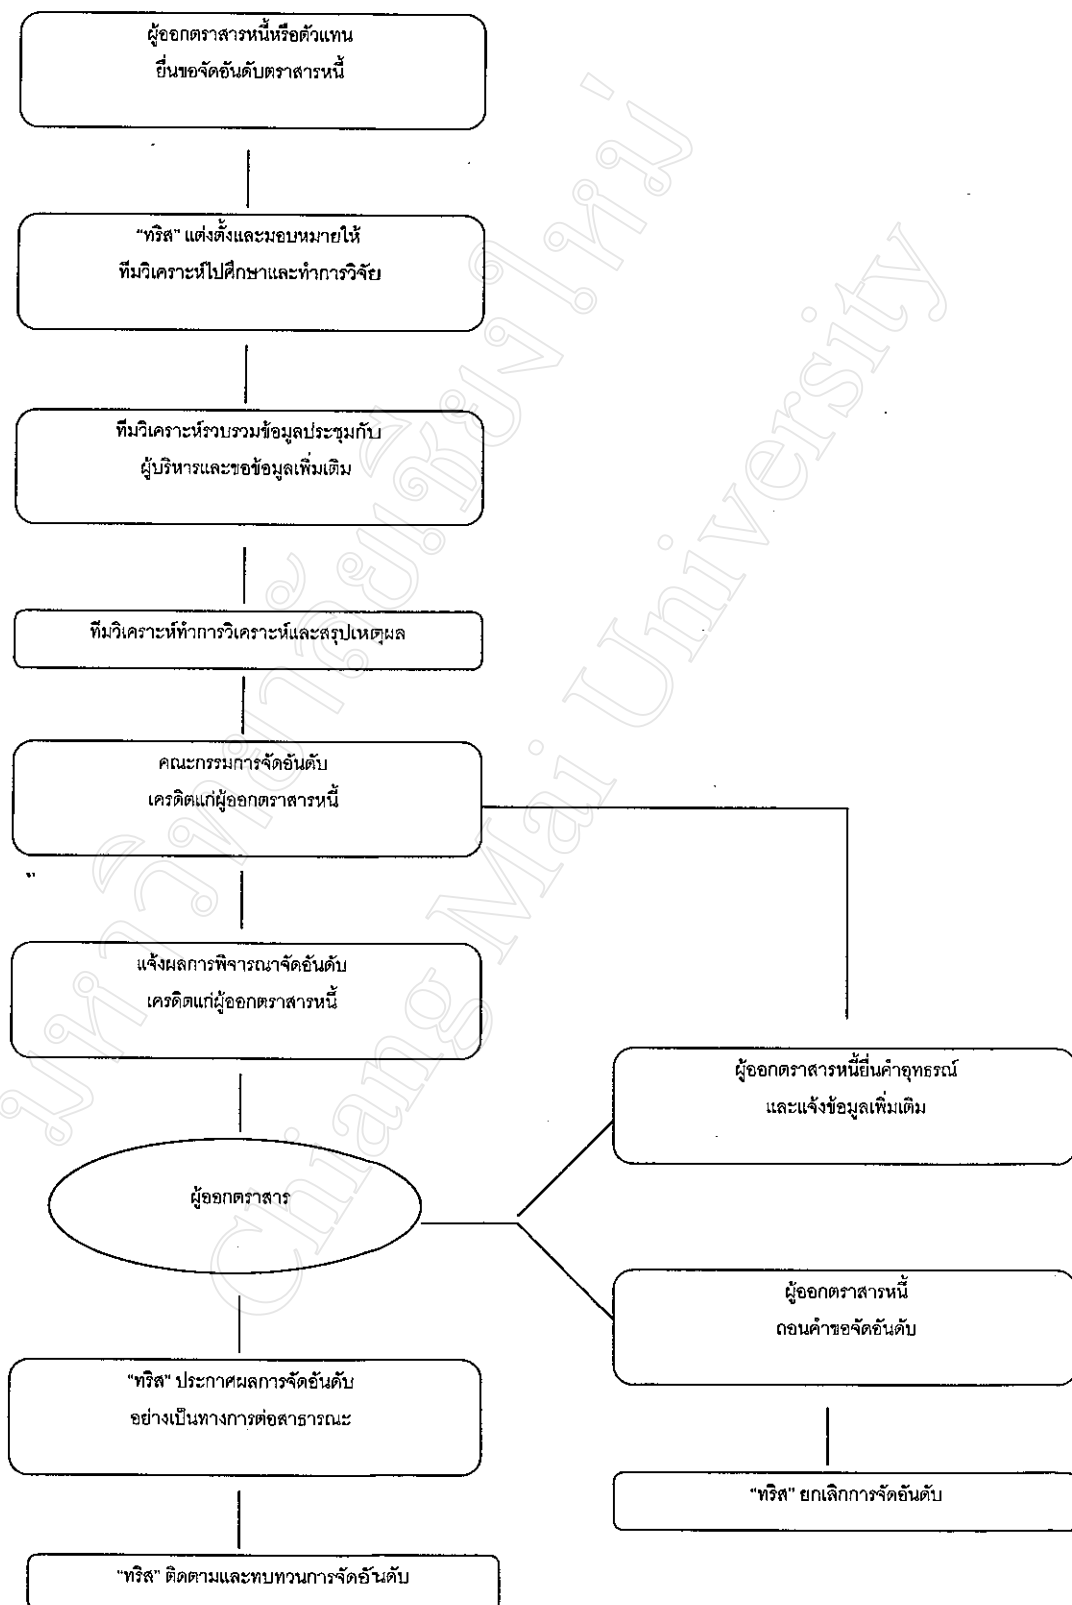 ผู้ออกตราสารหนี้หรือตัวแทน
ยื่นขอจัดอันดับตราสารหนี้
"ทริส" แต่งตั้งและมอบหมายให้
ทีมวิเคราะห์ไปศึกษาและทำการวิจัย
ทีมวิเคราะห์รวบรวมข้อมูลประชุมกับ
ผู้บริหารและขอข้อมูลเพิ่มเติม
ทีมวิเคราะห์ทำการวิเคราะห์และสรุปเหตุผล
คณะกรรมการจัดอันดับ
เครดิตแก่ผู้ออกตราสารหนี้
แจ้งผลการพิจารณาจัดอันดับ
เครดิตแก่ผู้ออกตราสารหนี้
ผู้ออกตราสารหนี้ยื่นคำอุทธรณ์
และแจ้งข้อมูลเพิ่มเติม
ผู้ออกตราสาร
ผู้ออกตราสารหนี้
ถอนคำขอจัดอันดับ
"ทริส" ประกาศผลการจัดอันดับ
อย่างเป็นทางการต่อสาธารณะ
"ทริส" ยกเลิกการจัดอันดับ
"ทริส" ติดตามและทบทวนการจัดอันดับ
มหาวิทยาลัยเชียงใหม่
Chiang Mai University